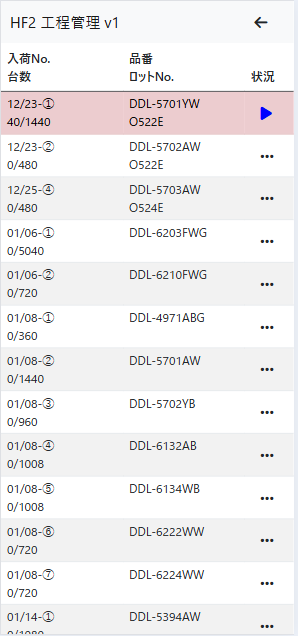 HF2 工程管理 v1
入荷No. 品番
台数 ロットNo. 状況
12/23-① DDL-5701YW
40/1440 O522E
12/23-② DDL-5702AW
0/480 O522E
12/25-④ DDL-5703AW
0/480 O524E
01/06-① DDL-6203FWG
0/5040
01/06-② DDL-6210FWG
0/720
01/08-① DDL-4971ABG
0/360
01/08-② DDL-5701AW
0/1440
01/08-③ DDL-5702YB
0/960
01/08-④ DDL-6132AB
0/1008
01/08-⑤ DDL-6134WB
0/1008
01/08-⑥ DDL-6222WW
0/720
01/08-⑦ DDL-6224WW
0/720
01/14-① DDL-5394AW